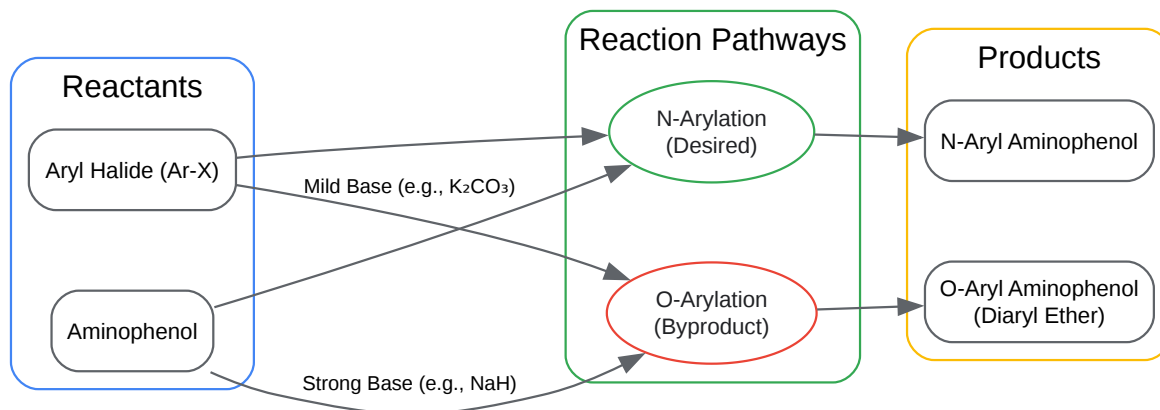 Reactants
Aryl Halide (Ar-X)
Aminophenol
Mild Base (e.g., K₂CO₃)
Strong Base (e.g., NaH)
Reaction Pathways
N-Arylation
(Desired)
O-Arylation
(Byproduct)
Products
N-Aryl Aminophenol
O-Aryl Aminophenol
(Diaryl Ether)